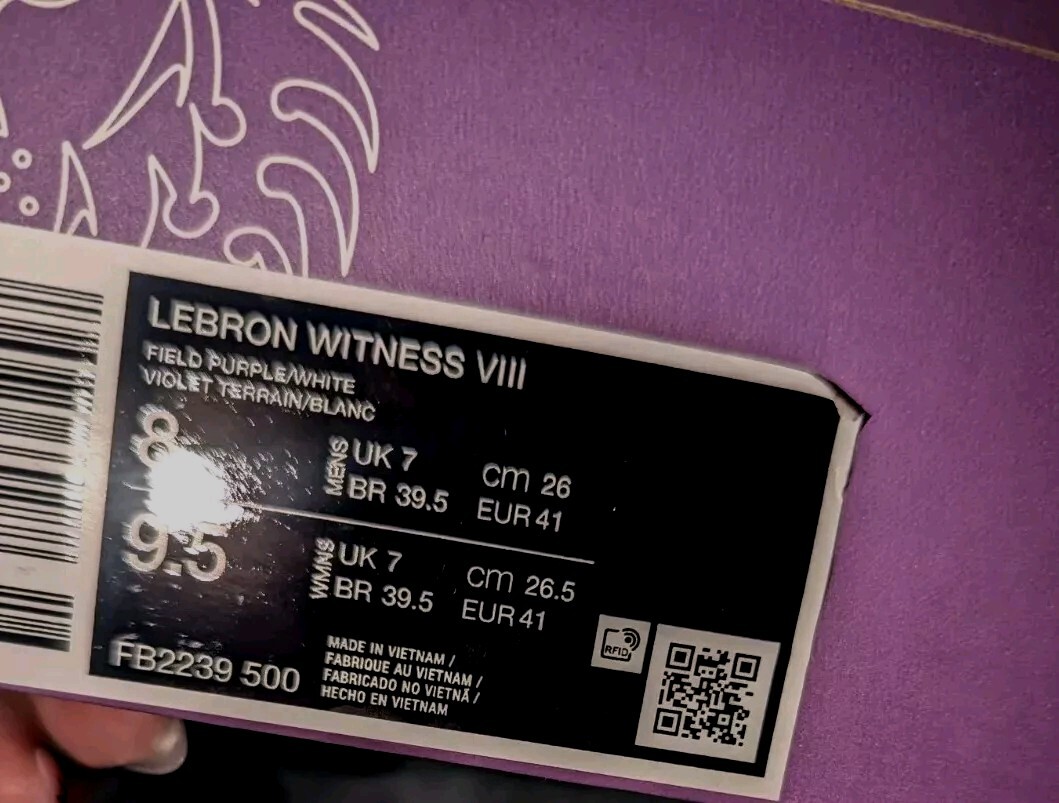 LEBRON WITNESS VIII
FIELD PURPLE/WHITE
VIOLET TERRAIN/BLANC
8
9.5
MENS
UK 7
cm 26
BR 39.5
EUR 41
WMNS
UK 7
cm 26.5
BR 39.5
EUR 41
FB2239 500
MADE IN VIETNAM /
FABRIQUE AU VIETNAM /
FABRICADO NO VIETNÃ /
HECHO EN VIETNAM
RFID